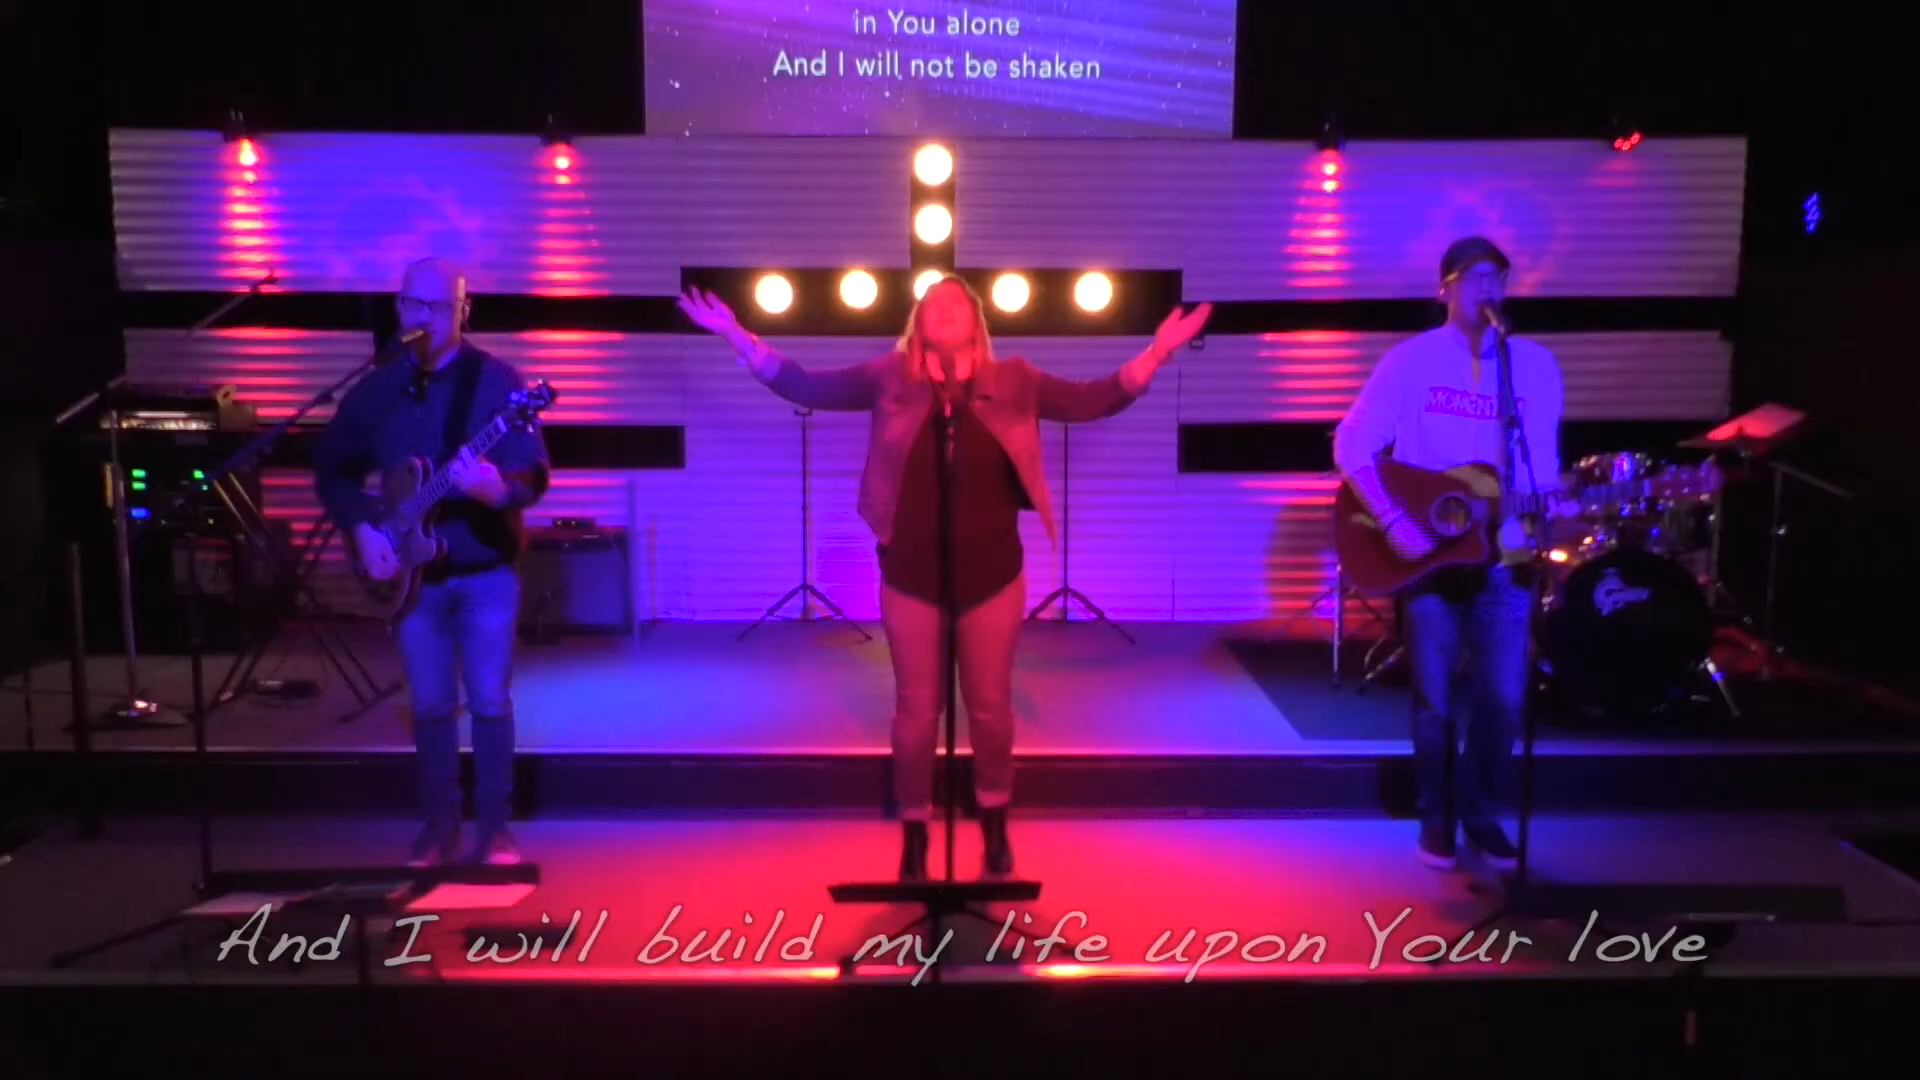 in You alone
And I will not be shaken
And I will build my life upon Your love